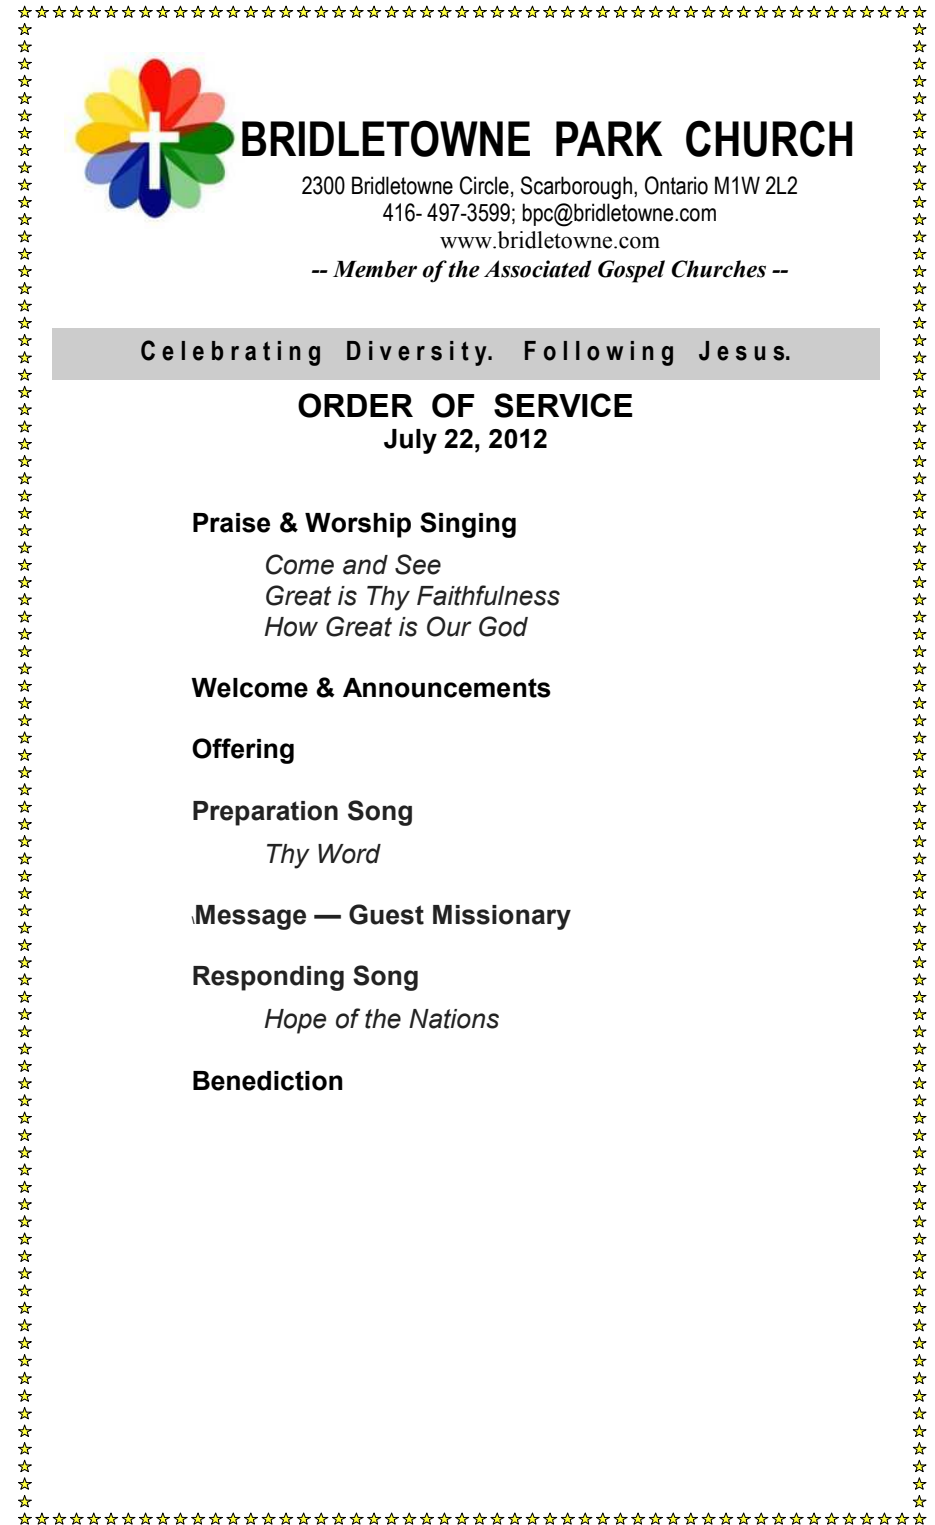 BRIDLETOWNE PARK CHURCH
2300 Bridletowne Circle, Scarborough, Ontario M1W 2L2
416- 497-3599; bpc@bridletowne.com
www.bridletowne.com
-- Member of the Associated Gospel Churches --
Celebrating Diversity. Following Jesus.
ORDER OF SERVICE
July 22, 2012
Praise & Worship Singing
Come and See
Great is Thy Faithfulness
How Great is Our God
Welcome & Announcements
Offering
Preparation Song
Thy Word
\Message — Guest Missionary
Responding Song
Hope of the Nations
Benediction